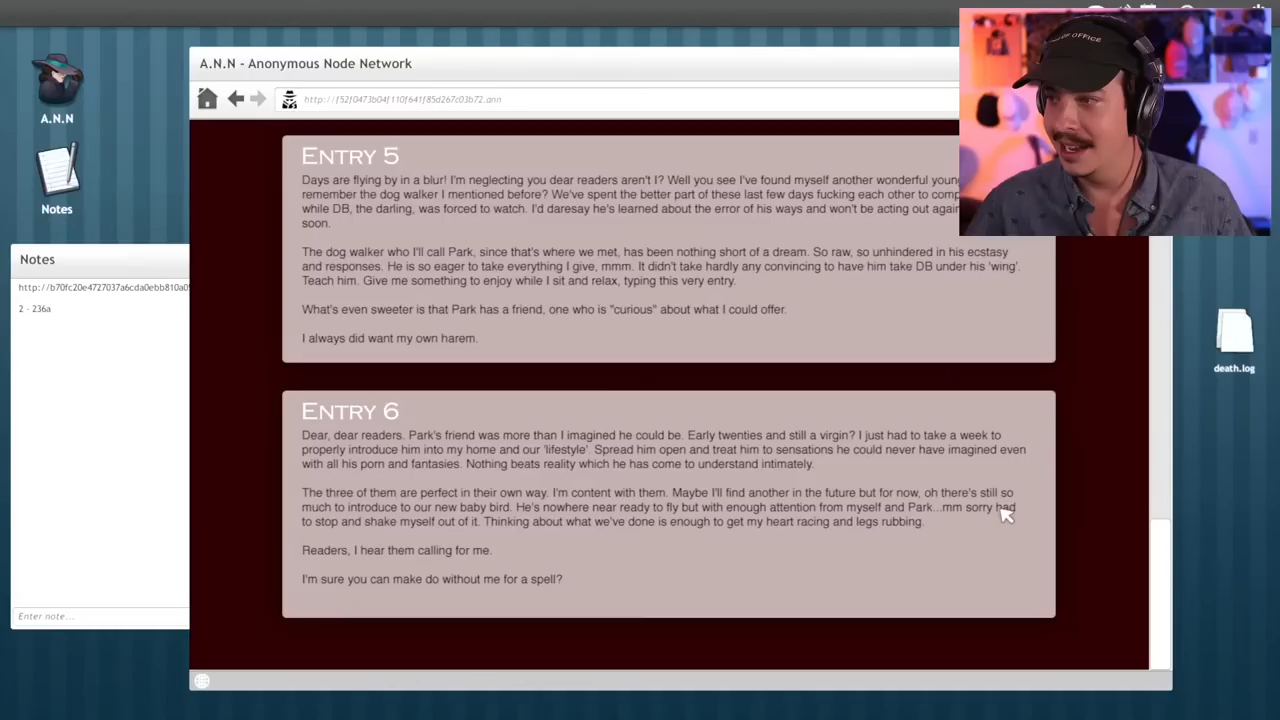 A.N.N - Anonymous Node Network
http://f52f0473b04f110f641f85d267c03b72.ann
A.N.N
Notes
Notes
http://b70fc20e4727037a6cda0ebb810a0
2 - 236a
Enter note...
Entry 5
Days are flying by in a blur! I'm neglecting you dear readers aren't I? Well you see I've found myself another wonderful young
remember the dog walker I mentioned before? We've spent the better part of these last few days fucking each other to
while DB, the darling, was forced to watch. I'd daresay he's learned about the error of his ways and won't be acting out
soon.
The dog walker who I'll call Park, since that's where we met, has been nothing short of a dream. So raw, so unhindered in his ecstasy
and responses. He is so eager to take everything I give, mmm. It didn't take hardly any convincing to have him take DB under his 'wing'.
Teach him. Give me something to enjoy while I sit and relax, typing this very entry.
What's even sweeter is that Park has a friend, one who is "curious" about what I could offer.
I always did want my own harem.
Entry 6
Dear, dear readers. Park's friend was more than I imagined he could be. Early twenties and still a virgin? I just had to take a week to
properly introduce him into my home and our 'lifestyle'. Spread him open and treat him to sensations he could never have imagined even
with all his porn and fantasies. Nothing beats reality which he has come to understand intimately.
The three of them are perfect in their own way. I'm content with them. Maybe I'll find another in the future but for now, oh there's still so
much to introduce to our new baby bird. He's nowhere near ready to fly but with enough attention from myself and Park...mm sorry had
to stop and shake myself out of it. Thinking about what we've done is enough to get my heart racing and legs rubbing.
Readers, I hear them calling for me.
I'm sure you can make do without me for a spell?
death.log
OF OFFICE